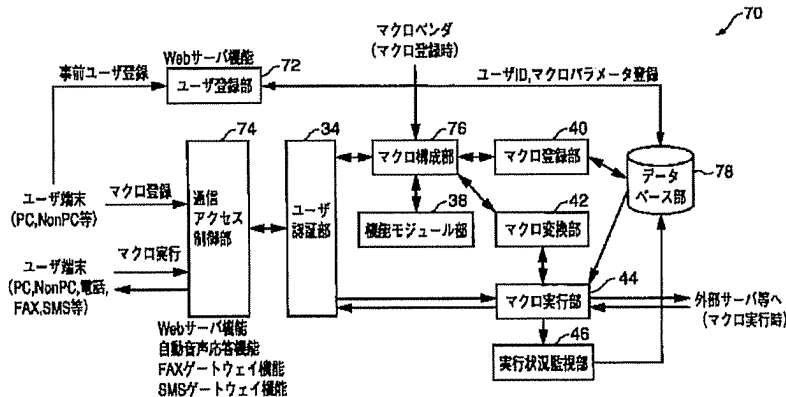 70
マクロベンダ
(マクロ登録時)
Webサーバ機能
72
事前ユーザ登録
ユーザ登録部
ユーザID,マクロパラメータ登録
74
34
76
40
マクロ構成部
マクロ登録部
データ
ベース部
78
ユーザ端末
(PC,NonPC等)
マクロ登録
通信
アクセス
制御部
ユーザ
認証部
38
機能モジュール部
42
マクロ変換部
マクロ実行
ユーザ端末
(PC,NonPC,電話,
FAX,SMS等)
44
マクロ実行部
外部サーバ等へ
(マクロ実行時)
Webサーバ機能
自動音声応答機能
FAXゲートウェイ機能
SMSゲートウェイ機能
46
実行状況監視部